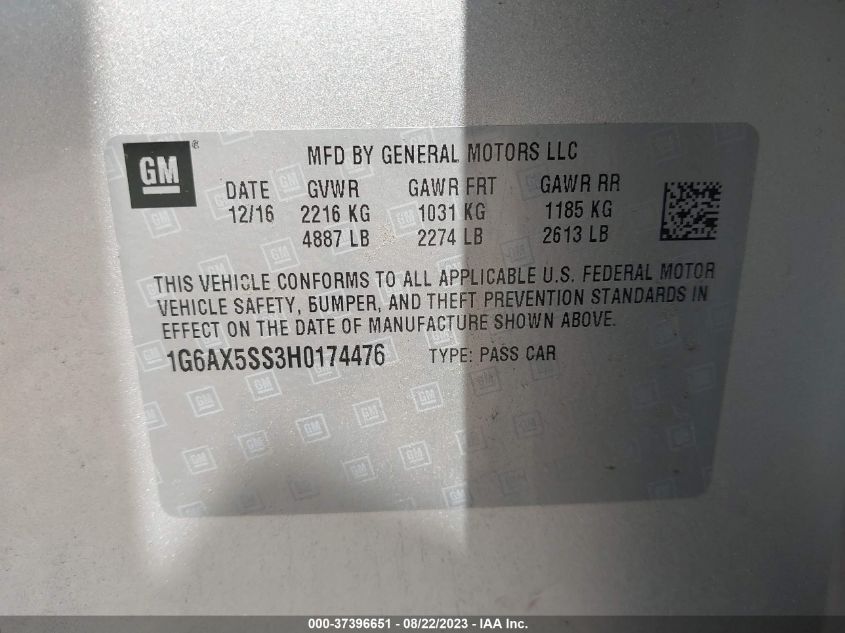 GM ®
MFD BY GENERAL MOTORS LLC
DATE GVWR GAWR FRT GAWR RR
12/16 2216 KG 1031 KG 1185 KG
4887 LB 2274 LB 2613 LB
THIS VEHICLE CONFORMS TO ALL APPLICABLE U.S. FEDERAL MOTOR
VEHICLE SAFETY, BUMPER, AND THEFT PREVENTION STANDARDS IN
EFFECT ON THE DATE OF MANUFACTURE SHOWN ABOVE.
1G6AX5SS3H0174476 TYPE: PASS CAR
000-37396651 / 08/22/2023 - IAA Inc.